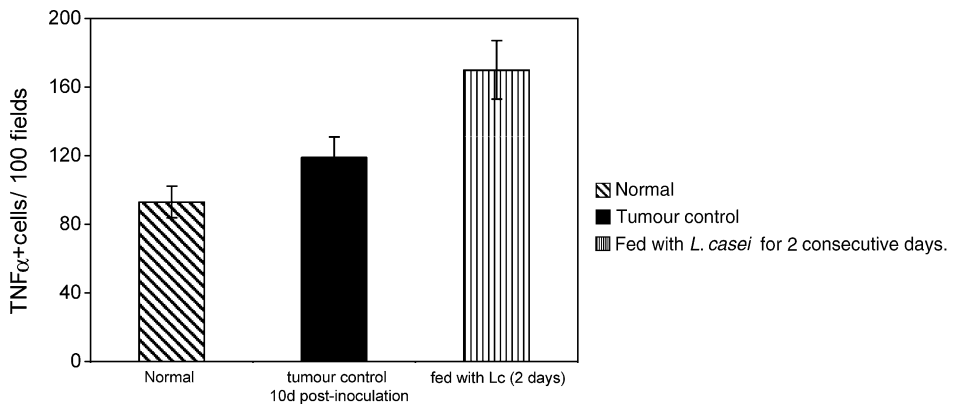 200
160
120
80
40
0
TNFα+cells/ 100 fields
Normal
tumour control
10d post-inoculation
fed with Lc (2 days)
Normal
Tumour control
Fed with L. casei for 2 consecutive days.